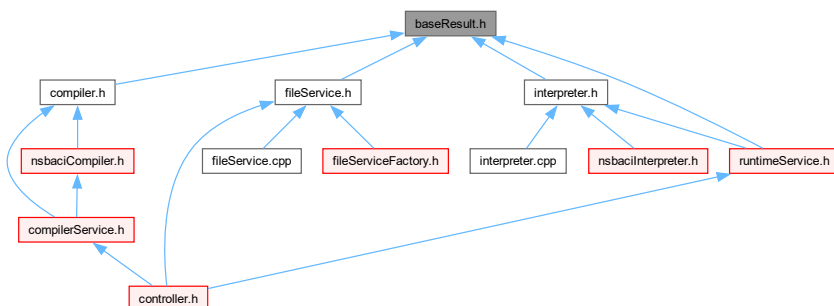 baseResult.h
compiler.h
fileService.h
interpreter.h
nsbaciCompiler.h
fileService.cpp
fileServiceFactory.h
interpreter.cpp
nsbaciInterpreter.h
runtimeService.h
compilerService.h
controller.h